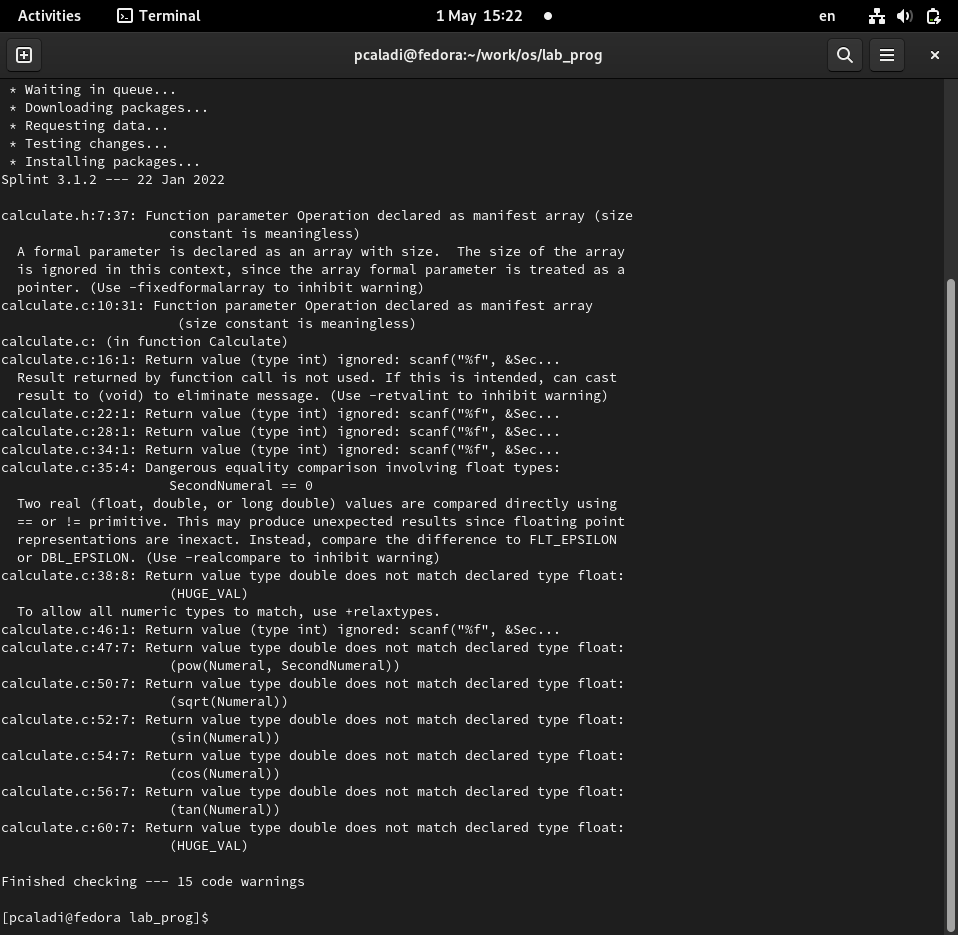 Activities Terminal 1 May 15:22 en
pcaladi@fedora:~/work/os/lab_prog
* Waiting in queue...
* Downloading packages...
* Requesting data...
* Testing changes...
* Installing packages...
Splint 3.1.2 --- 22 Jan 2022
calculate.h:7:37: Function parameter Operation declared as manifest array (size
constant is meaningless)
A formal parameter is declared as an array with size.  The size of the array
is ignored in this context, since the array formal parameter is treated as a
pointer. (Use -fixedformalarray to inhibit warning)
calculate.c:10:31: Function parameter Operation declared as manifest array
(size constant is meaningless)
calculate.c: (in function Calculate)
calculate.c:16:1: Return value (type int) ignored: scanf("%f", &Sec...
Result returned by function call is not used. If this is intended, can cast
result to (void) to eliminate message. (Use -retvalint to inhibit warning)
calculate.c:22:1: Return value (type int) ignored: scanf("%f", &Sec...
calculate.c:28:1: Return value (type int) ignored: scanf("%f", &Sec...
calculate.c:34:1: Return value (type int) ignored: scanf("%f", &Sec...
calculate.c:35:4: Dangerous equality comparison involving float types:
SecondNumeral == 0
Two real (float, double, or long double) values are compared directly using
== or != primitive. This may produce unexpected results since floating point
representations are inexact. Instead, compare the difference to FLT_EPSILON
or DBL_EPSILON. (Use -realcompare to inhibit warning)
calculate.c:38:8: Return value type double does not match declared type float:
(HUGE_VAL)
To allow all numeric types to match, use +relaxtypes.
calculate.c:46:1: Return value (type int) ignored: scanf("%f", &Sec...
calculate.c:47:7: Return value type double does not match declared type float:
(pow(Numeral, SecondNumeral))
calculate.c:50:7: Return value type double does not match declared type float:
(sqrt(Numeral))
calculate.c:52:7: Return value type double does not match declared type float:
(sin(Numeral))
calculate.c:54:7: Return value type double does not match declared type float:
(cos(Numeral))
calculate.c:56:7: Return value type double does not match declared type float:
(tan(Numeral))
calculate.c:60:7: Return value type double does not match declared type float:
(HUGE_VAL)
Finished checking --- 15 code warnings
[pcaladi@fedora lab_prog]$